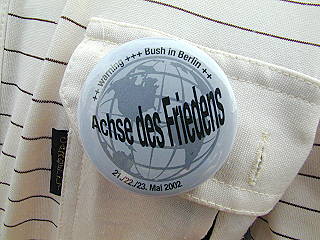 ++ Warning +++ Bush in Berlin +++
Achse des Friedens
21./22./23. Mai 2002